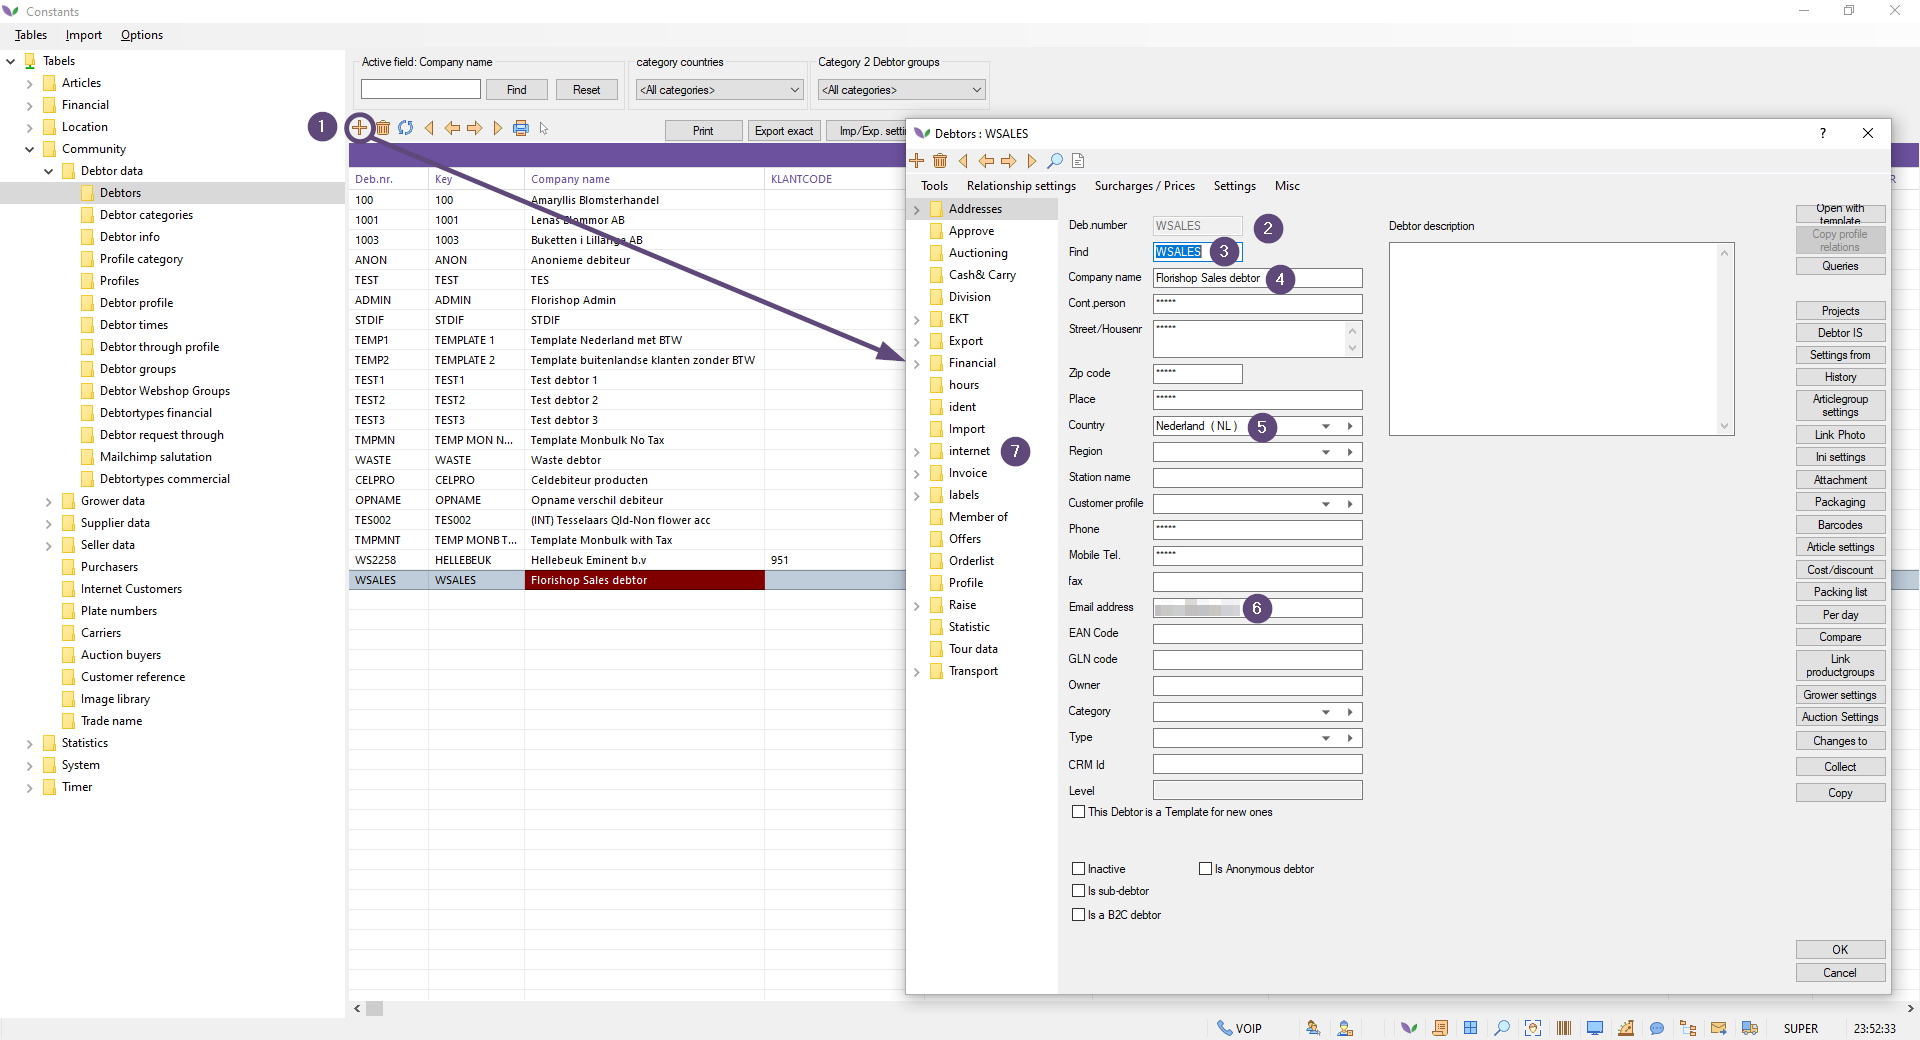 Constants
Tables Import Options
Tabels
Articles
Financial
Location
Community
Debtor data
Debtors
Debtor categories
Debtor info
Profile category
Profiles
Debtor profile
Debtor times
Debtor through profile
Debtor groups
Debtor Webshop Groups
Debtortypes financial
Debtor request through
Mailchimp salutation
Debtortypes commercial
Grower data
Supplier data
Seller data
Purchasers
Internet Customers
Plate numbers
Carriers
Auction buyers
Customer reference
Image library
Trade name
Statistics
System
Timer
Active field: Company name
Find Reset
category countries
<All categories>
Category 2 Debtor groups
<All categories>
1
Print Export exact Imp/Exp. setti
Deb.nr. Key Company name KLANTCODE
100 100 Amaryllis Blomsterhandel
1001 1001 Lenas Blommor AB
1003 1003 Buketten i Lillanga AB
ANON ANON Anonieme debiteur
TEST TEST TES
ADMIN ADMIN Florishop Admin
STDIF STDIF STDIF
TEMP1 TEMPLATE 1 Template Nederland met BTW
TEMP2 TEMPLATE 2 Template buitenlandse klanten zonder BTW
TEST1 TEST1 Test debtor 1
TEST2 TEST2 Test debtor 2
TEST3 TEST3 Test debtor 3
TMPMN TEMP MON N... Template Monbulk No Tax
WASTE WASTE Waste debtor
CELPRO CELPRO Celdebiteur producten
OPNAME OPNAME Opname verschil debiteur
TES002 TES002 (INT) Tesselaars Qld-Non flower acc
TMPMNT TEMP MONB T... Template Monbulk with Tax
WS2258 HELLEBEUK Hellebeuk Eminent b.v 951
WSALES WSALES Florishop Sales debtor
R
Debtors : WSALES
?
Tools Relationship settings Surcharges / Prices Settings Misc
Addresses
Approve
Auctioning
Cash& Carry
Division
EKT
Export
Financial
hours
ident
Import
internet 7
Invoice
labels
Member of
Offers
Orderlist
Profile
Raise
Statistic
Tour data
Transport
Deb.number WSALES 2
Find WSALES 3
Company name Florishop Sales debtor 4
Cont.person *****
Street/Housenr *****
Zip code *****
Place *****
Country Nederland ( NL ) 5
Region
Station name
Customer profile
Phone *****
Mobile Tel. *****
fax
Email address 6
EAN Code
GLN code
Owner
Category
Type
CRM Id
Level
This Debtor is a Template for new ones
Inactive Is Anonymous debtor
Is sub-debtor
Is a B2C debtor
Debtor description
Open with
template
Copy profile
relations
Queries
Projects
Debtor IS
Settings from
History
Articlegroup
settings
Link Photo
Ini settings
Attachment
Packaging
Barcodes
Article settings
Cost/discount
Packing list
Per day
Compare
Link
productgroups
Grower settings
Auction Settings
Changes to
Collect
Copy
OK
Cancel
VOIP SUPER 23:52:33